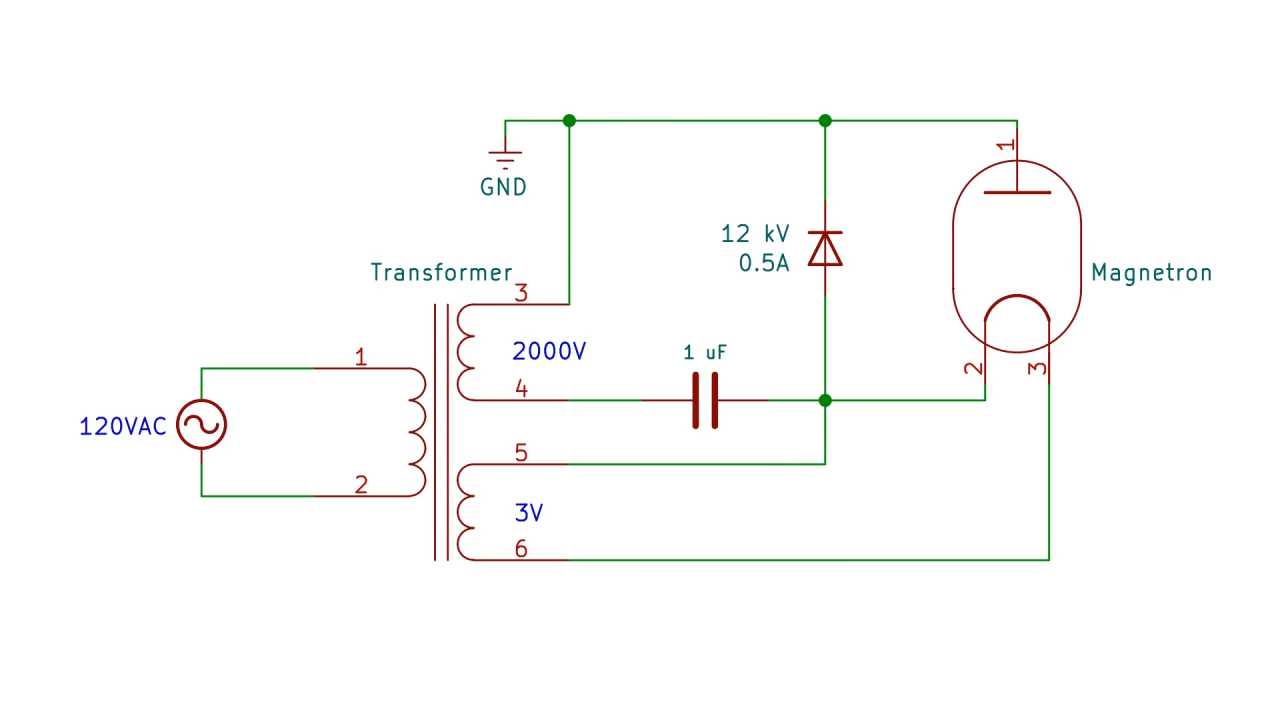 1
GND
12 kV
0.5A
Transformer
Magnetron
3
2000V
1
1 uF
2
3
4
120VAC
5
2
3V
6